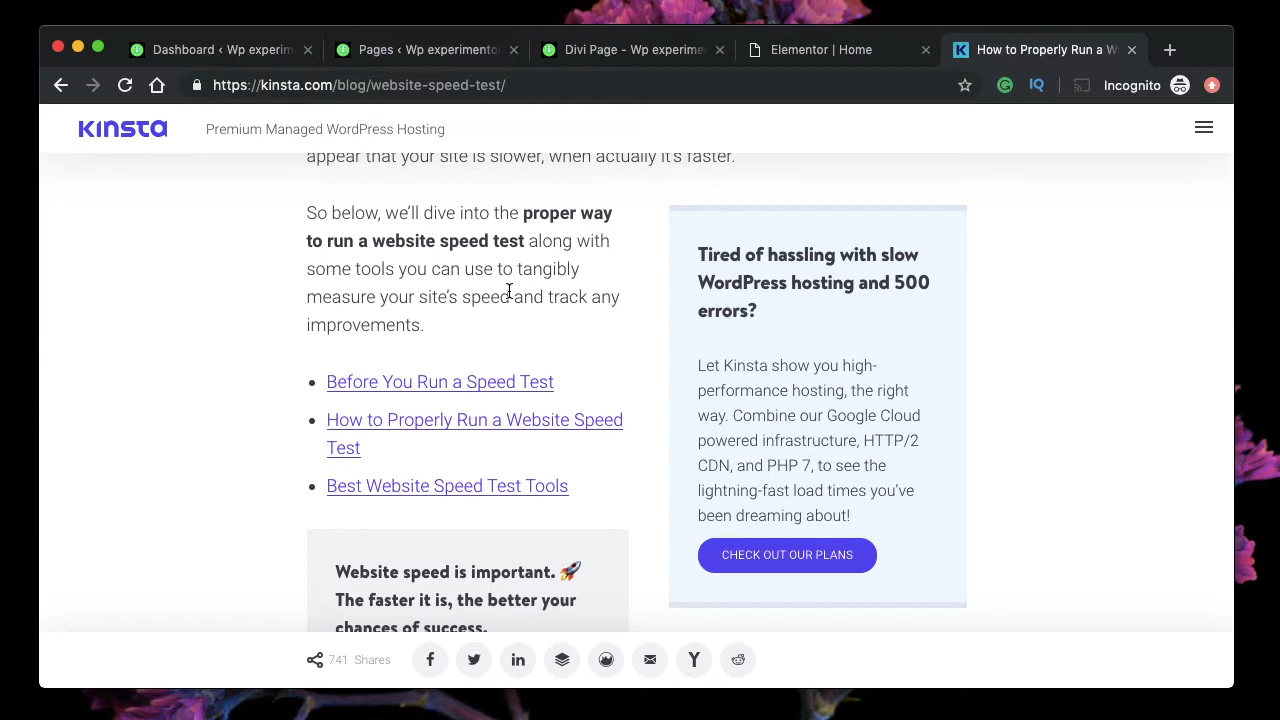 Dashboard ‹ Wp experim
Pages ‹ Wp experimento
Divi Page - Wp experime
Elementor | Home
How to Properly Run a W
https://kinsta.com/blog/website-speed-test/
IQ
Incognito
KINSTA
Premium Managed WordPress Hosting
appear that your site is slower, when actually it's faster.
So below, we'll dive into the proper way
to run a website speed test along with
some tools you can use to tangibly
measure your site's speed and track any
improvements.
Before You Run a Speed Test
How to Properly Run a Website Speed
Test
Best Website Speed Test Tools
Website speed is important. 🚀
The faster it is, the better your
chances of success.
Tired of hassling with slow
WordPress hosting and 500
errors?
Let Kinsta show you high-
performance hosting, the right
way. Combine our Google Cloud
powered infrastructure, HTTP/2
CDN, and PHP 7, to see the
lightning-fast load times you've
been dreaming about!
CHECK OUT OUR PLANS
741 Shares